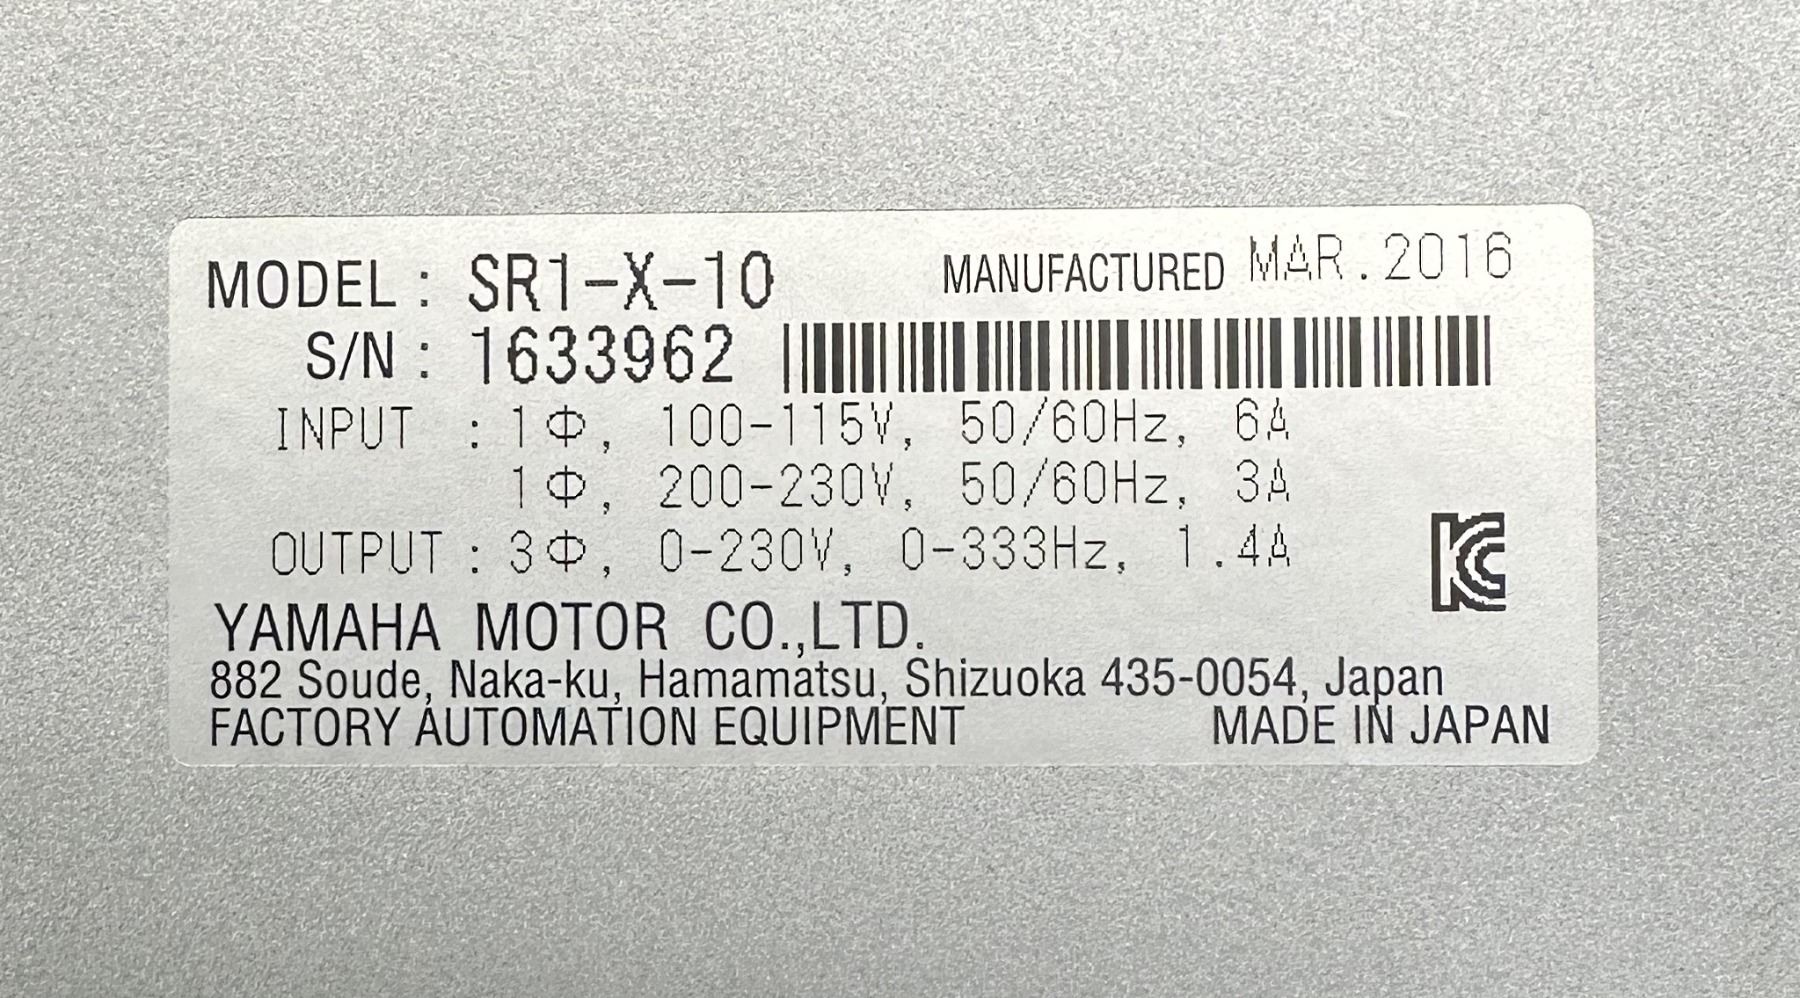 MODEL : SR1-X-10 MANUFACTURED MAR.2016
S/N : 1633962
INPUT : 1Φ, 100-115V, 50/60Hz, 6A
1Φ, 200-230V, 50/60Hz, 3A
OUTPUT : 3Φ, 0-230V, 0-333Hz, 1.4A
KC
YAMAHA MOTOR CO.,LTD.
882 Soude, Naka-ku, Hamamatsu, Shizuoka 435-0054, Japan
FACTORY AUTOMATION EQUIPMENT MADE IN JAPAN